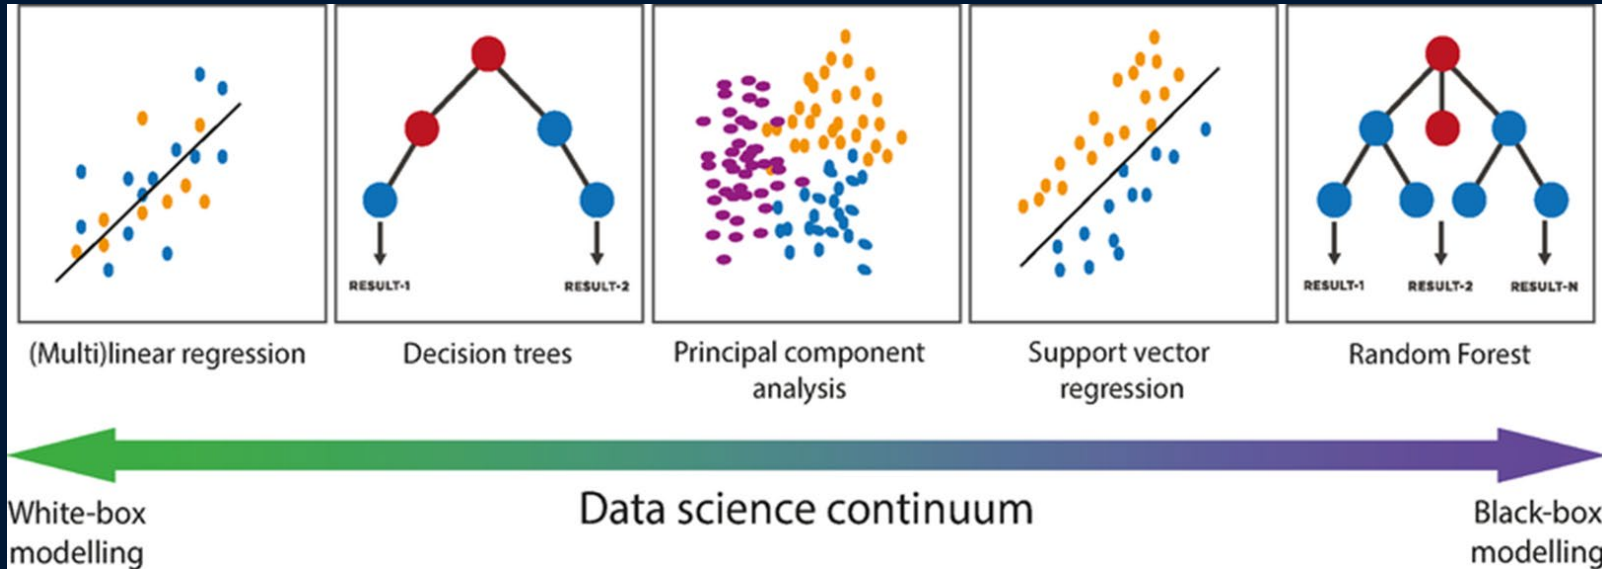 RESULT-1
RESULT-2
RESULT-1
RESULT-2
RESULT-N
(Multi)linear regression
Decision trees
Principal component
analysis
Support vector
regression
Random Forest
White-box
modelling
Data science continuum
Black-box
modelling